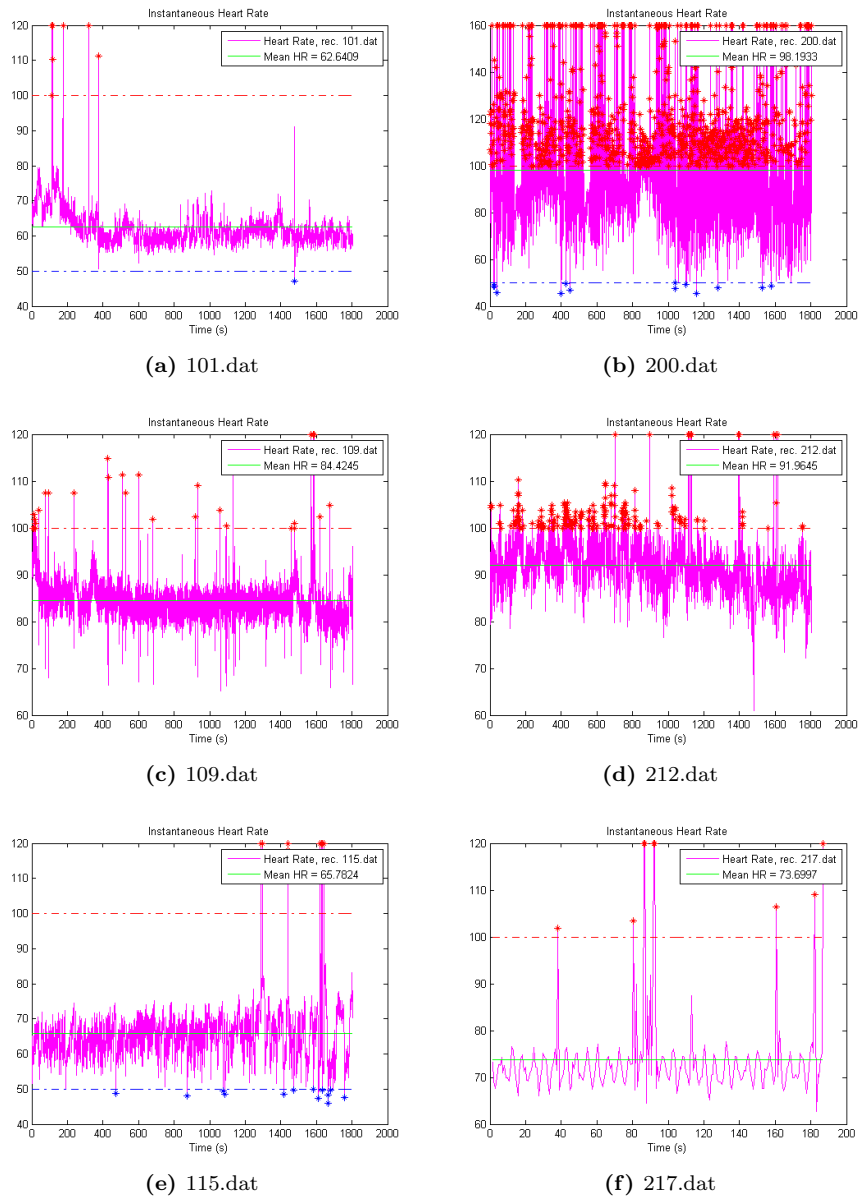 Instantaneous Heart Rate
120
110
100
90
80
70
60
50
40
0 200 400 600 800 1000 1200 1400 1600 1800 2000
Time (s)
Heart Rate, rec. 101.dat
Mean HR = 62.6409
(a) 101.dat
Instantaneous Heart Rate
160
140
120
100
80
60
40
0 200 400 600 800 1000 1200 1400 1600 1800 2000
Time (s)
Heart Rate, rec. 200.dat
Mean HR = 98.1933
(b) 200.dat
Instantaneous Heart Rate
120
110
100
90
80
70
60
0 200 400 600 800 1000 1200 1400 1600 1800 2000
Time (s)
Heart Rate, rec. 109.dat
Mean HR = 84.4245
(c) 109.dat
Instantaneous Heart Rate
120
110
100
90
80
70
60
0 200 400 600 800 1000 1200 1400 1600 1800 2000
Time (s)
Heart Rate, rec. 212.dat
Mean HR = 91.9645
(d) 212.dat
Instantaneous Heart Rate
120
110
100
90
80
70
60
50
40
0 200 400 600 800 1000 1200 1400 1600 1800 2000
Time (s)
Heart Rate, rec. 115.dat
Mean HR = 65.7824
(e) 115.dat
Instantaneous Heart Rate
120
110
100
90
80
70
60
0 20 40 60 80 100 120 140 160 180 200
Time (s)
Heart Rate, rec. 217.dat
Mean HR = 73.6997
(f) 217.dat